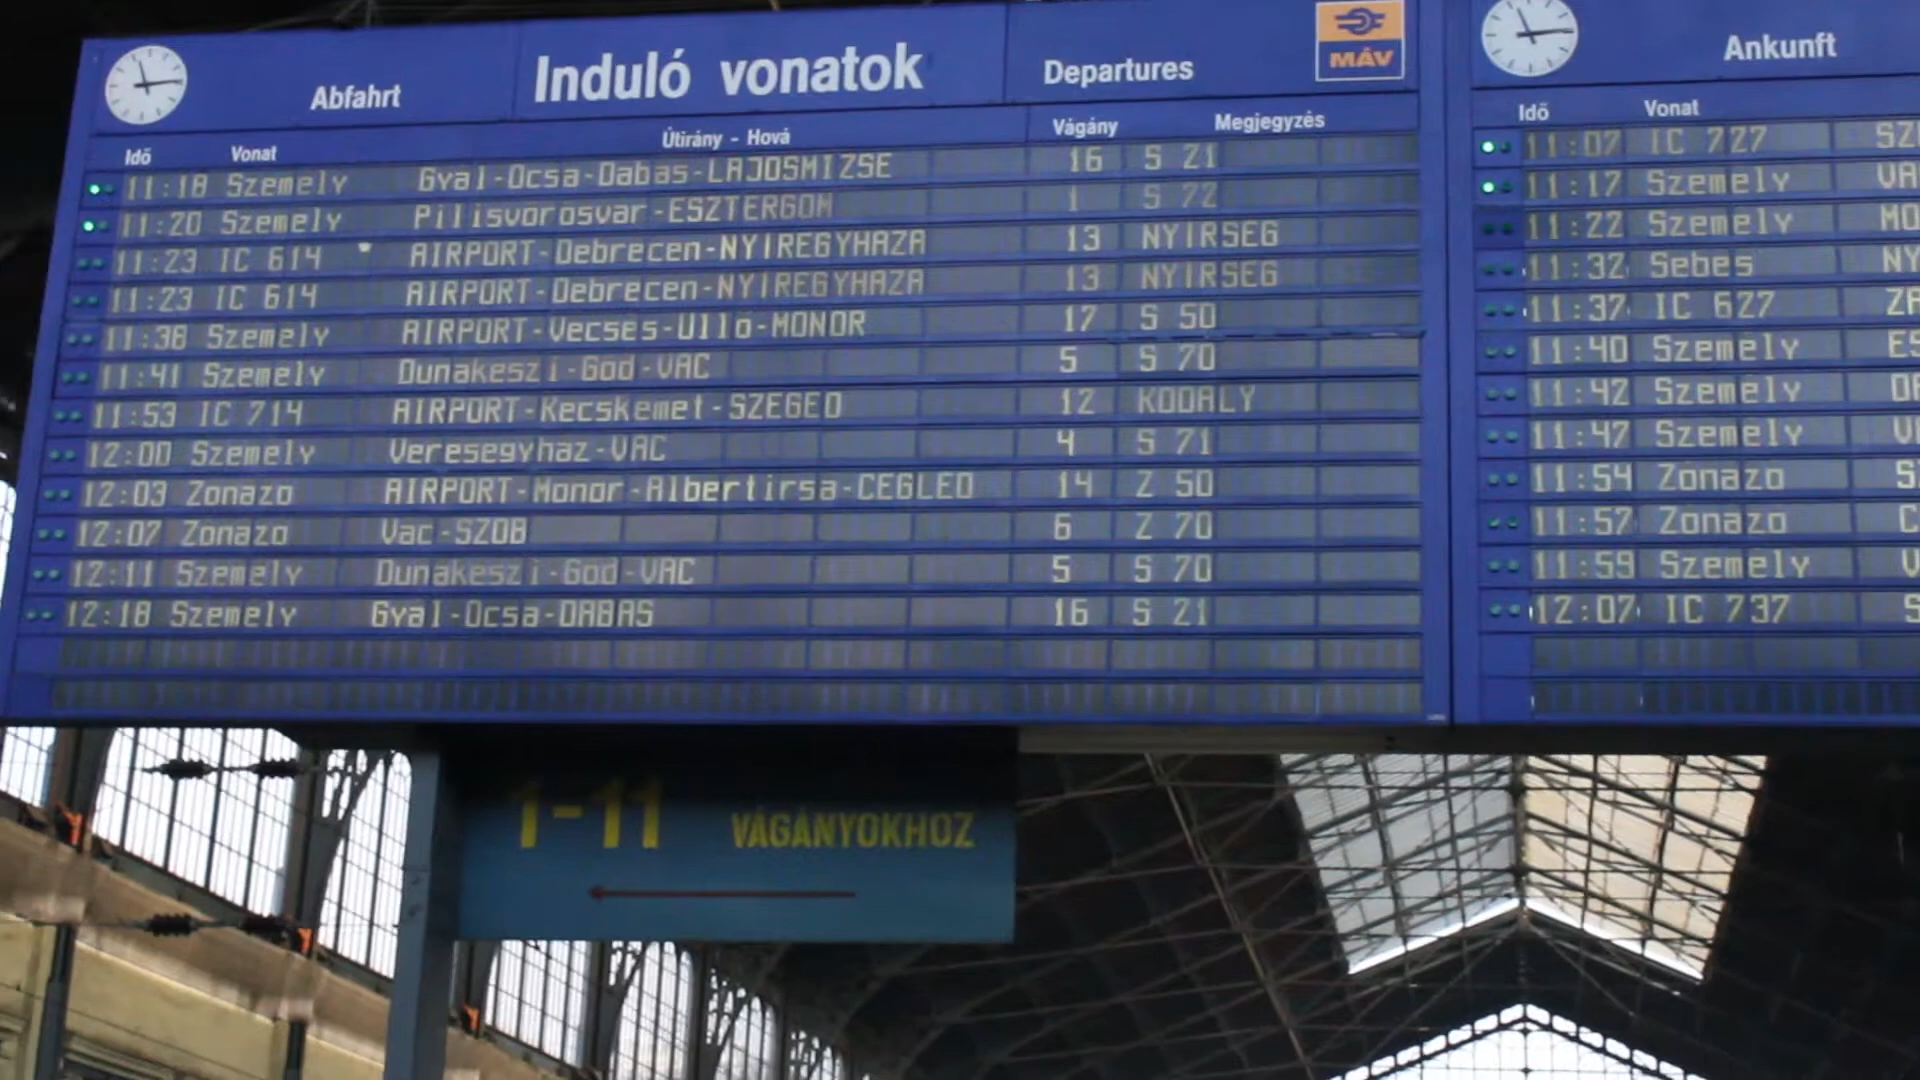 Abfahrt Induló vonatok Departures MÁV
Idő Vonat Útirány - Hová Vágány Megjegyzés
11:18 Szemely Gyal-Ocsa-Dabas-LAJOSMIZSE 16 S 21
11:20 Szemely Pilisvorosvar-ESZTERGOM 1 S 72
11:23 IC 614 AIRPORT-Debrecen-NYIREGYHAZA 13 NYIRSEG
11:23 IC 614 AIRPORT-Debrecen-NYIREGYHAZA 13 NYIRSEG
11:38 Szemely AIRPORT-Vecses-Ullo-MONOR 17 S 50
11:41 Szemely Dunakeszi-God-VAC 5 S 70
11:53 IC 714 AIRPORT-Kecskemet-SZEGED 12 KODALY
12:00 Szemely Veresegyhaz-VAC 4 S 71
12:03 Zonazo AIRPORT-Monor-Albertirsa-CEGLED 14 Z 50
12:07 Zonazo Vac-SZOB 6 Z 70
12:11 Szemely Dunakeszi-God-VAC 5 S 70
12:18 Szemely Gyal-Ocsa-DABAS 16 S 21
Ankunft
Idő Vonat
11:07 IC 727 SZ
11:17 Szemely VA
11:22 Szemely MO
11:32 Sebes NY
11:37 IC 627 ZA
11:40 Szemely ES
11:42 Szemely
11:47 Szemely
11:54 Zonazo
11:57 Zonazo
11:59 Szemely
12:07 IC 737
1-11 VÁGÁNYOKHOZ